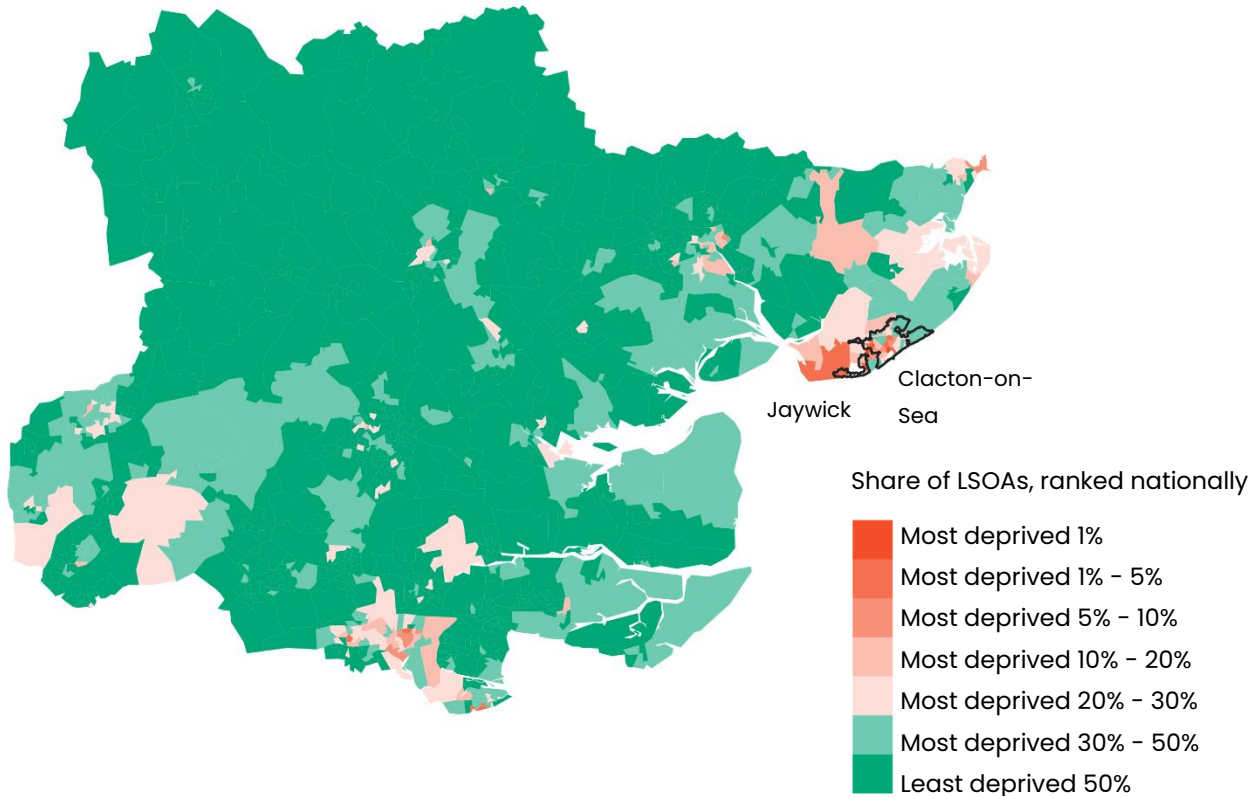 Clacton-on-
Sea
Jaywick
Share of LSOAs, ranked nationally
Most deprived 1%
Most deprived 1% - 5%
Most deprived 5% - 10%
Most deprived 10% - 20%
Most deprived 20% - 30%
Most deprived 30% - 50%
Least deprived 50%